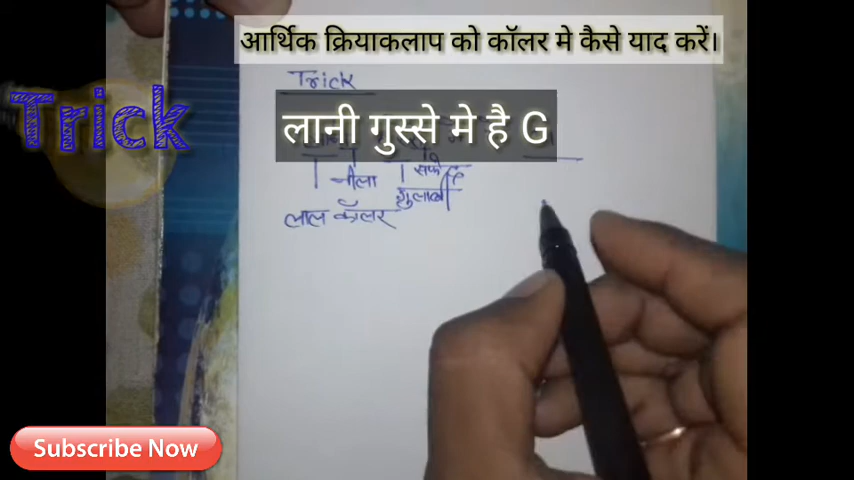 आर्थिक क्रियाकलाप को कॉलर मे कैसे याद करें।
Trick
Trick
लानी गुस्से मे है G
नीला
सफेद
गुलाबी
लाल कॉलर
Subscribe Now